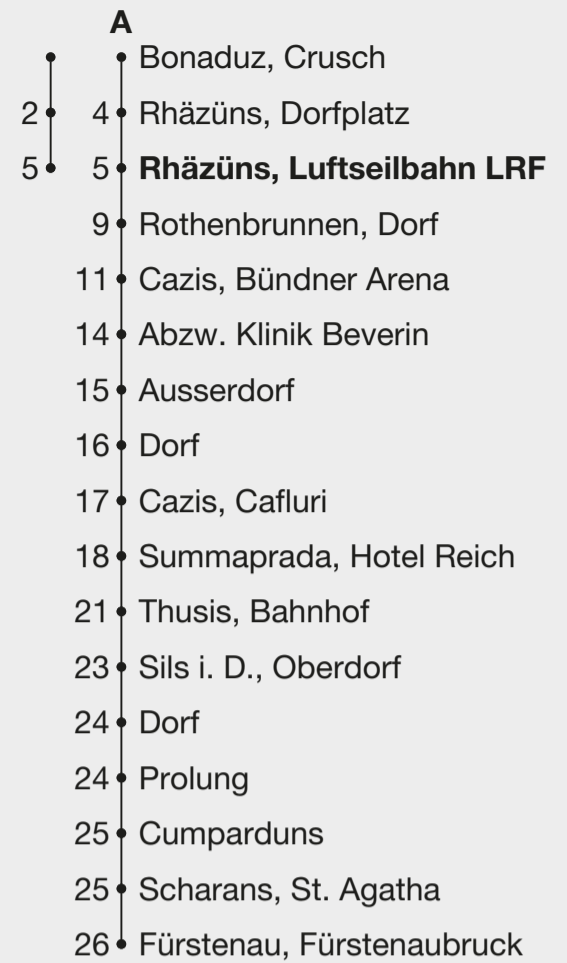 A
Bonaduz, Crusch
2 4 Rhäzüns, Dorfplatz
5 5 Rhäzüns, Luftseilbahn LRF
9 Rothenbrunnen, Dorf
11 Cazis, Bündner Arena
14 Abzw. Klinik Beverin
15 Ausserdorf
16 Dorf
17 Cazis, Cafluri
18 Summaprada, Hotel Reich
21 Thusis, Bahnhof
23 Sils i. D., Oberdorf
24 Dorf
24 Prolung
25 Cumparduns
25 Scharans, St. Agatha
26 Fürstenau, Fürstenaubruck